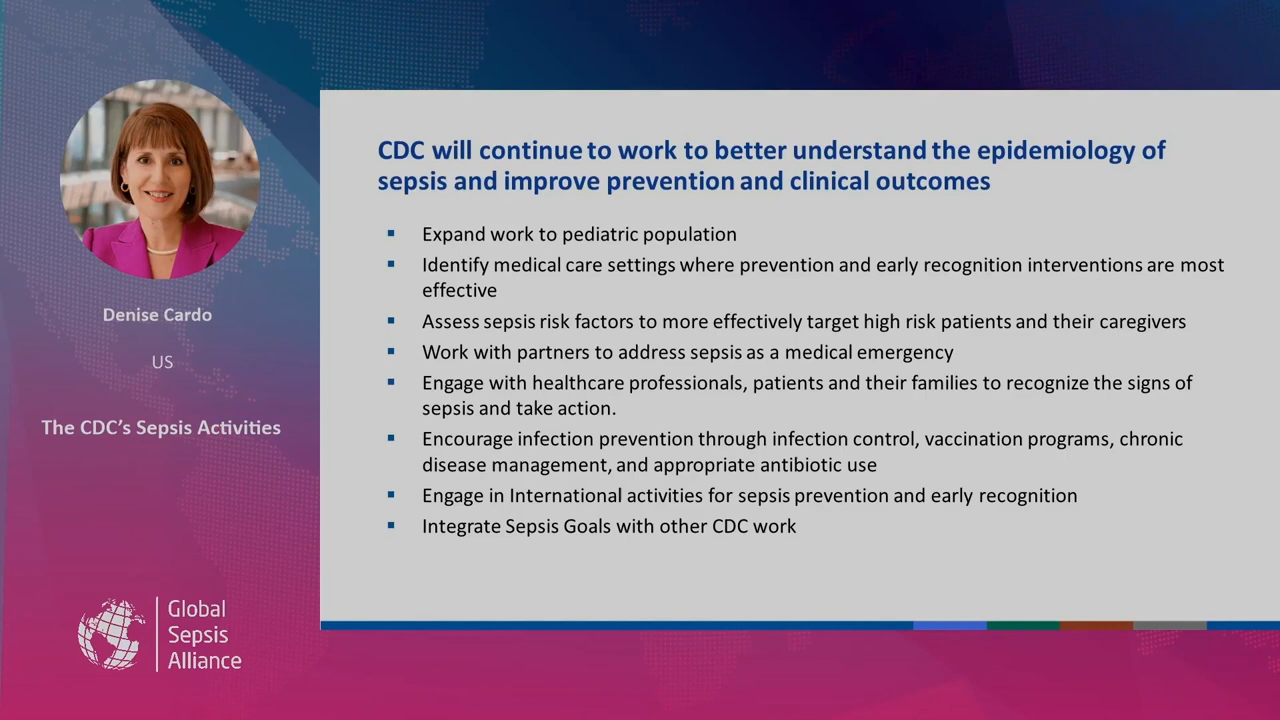 Denise Cardo
US
The CDC’s Sepsis Activities
Global
Sepsis
Alliance
CDC will continue to work to better understand the epidemiology of
sepsis and improve prevention and clinical outcomes
▪ Expand work to pediatric population
▪ Identify medical care settings where prevention and early recognition interventions are most
effective
▪ Assess sepsis risk factors to more effectively target high risk patients and their caregivers
▪ Work with partners to address sepsis as a medical emergency
▪ Engage with healthcare professionals, patients and their families to recognize the signs of
sepsis and take action.
▪ Encourage infection prevention through infection control, vaccination programs, chronic
disease management, and appropriate antibiotic use
▪ Engage in International activities for sepsis prevention and early recognition
▪ Integrate Sepsis Goals with other CDC work